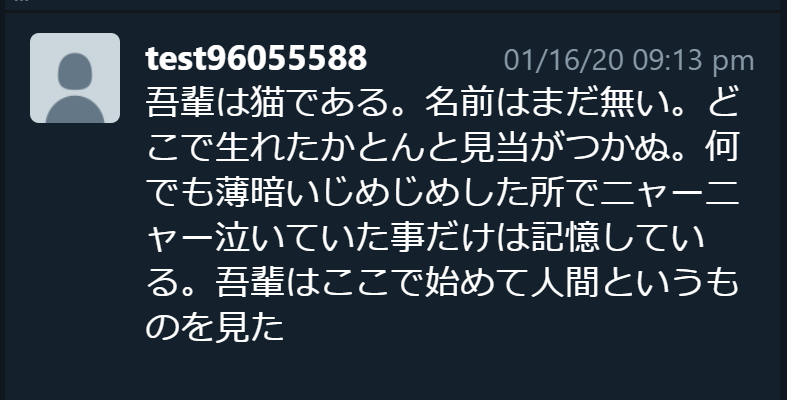 test96055588
01/16/20 09:13 pm
吾輩は猫である。名前はまだ無い。ど
こで生れたかとんと見当がつかぬ。何
でも薄暗いじめじめした所でニャーニ
ャー泣いていた事だけは記憶してい
る。吾輩はここで始めて人間というも
のを見た